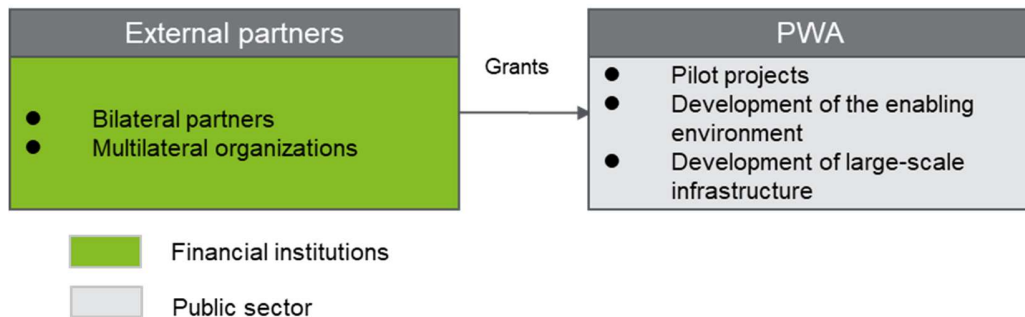 External partners
● Bilateral partners
● Multilateral organizations
Grants
PWA
● Pilot projects
● Development of the enabling
environment
● Development of large-scale
infrastructure
Financial institutions
Public sector